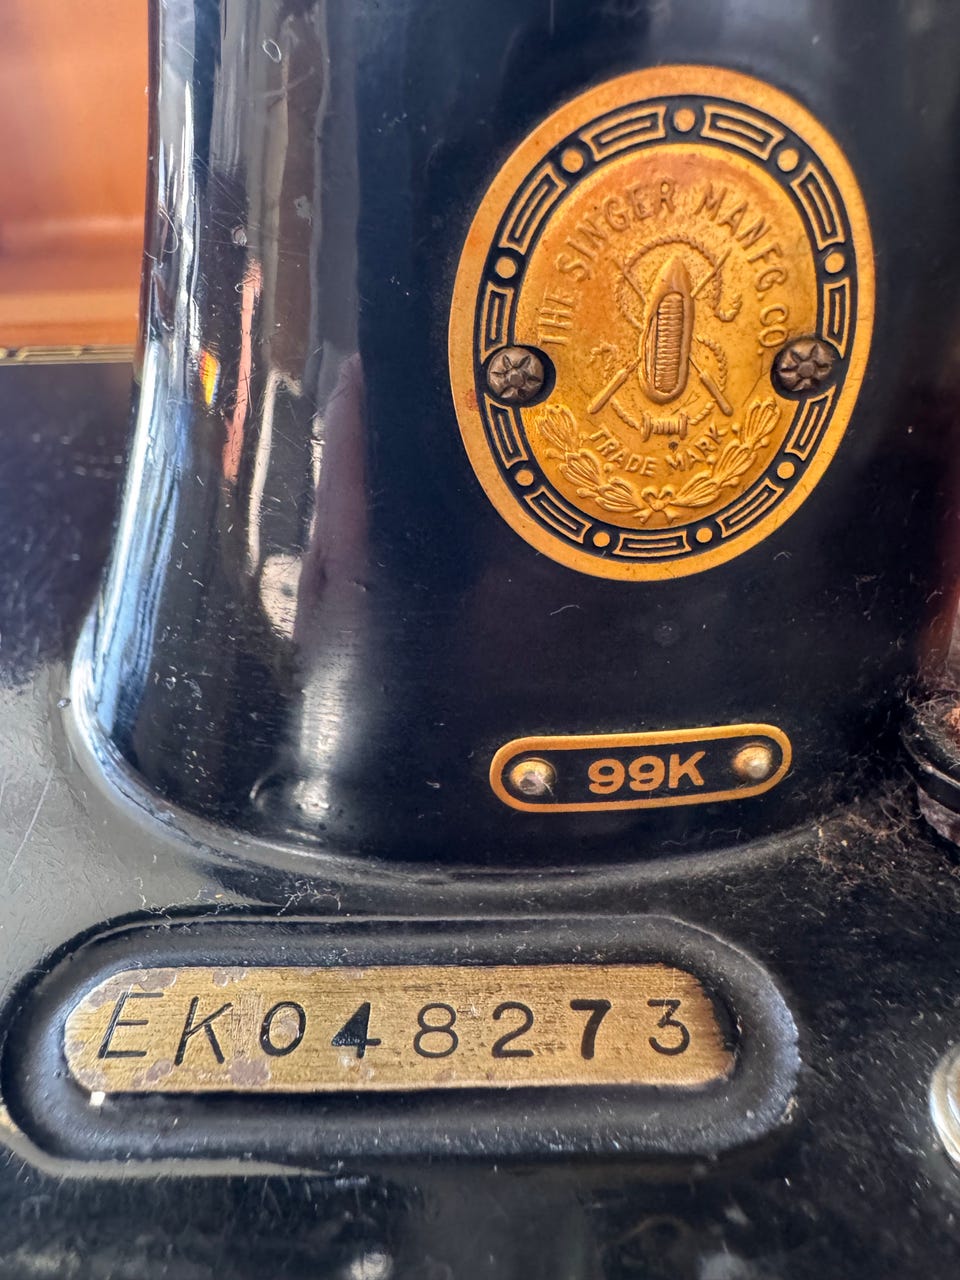 THE SINGER MANFG. CO.
TRADE MARK
99K
EK048273